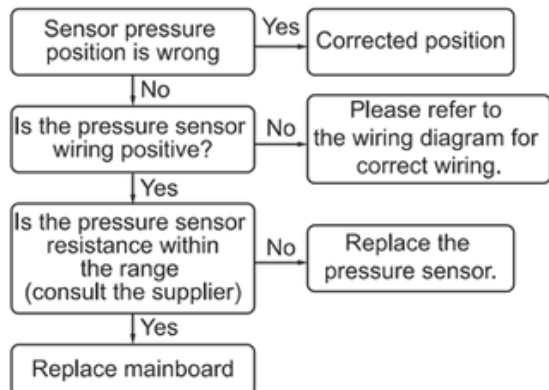 Sensor pressure
position is wrong
Yes
Corrected position
No
Is the pressure sensor
wiring positive?
No
Please refer to
the wiring diagram for
correct wiring.
Yes
Is the pressure sensor
resistance within
the range
(consult the supplier)
No
Replace the
pressure sensor.
Yes
Replace mainboard